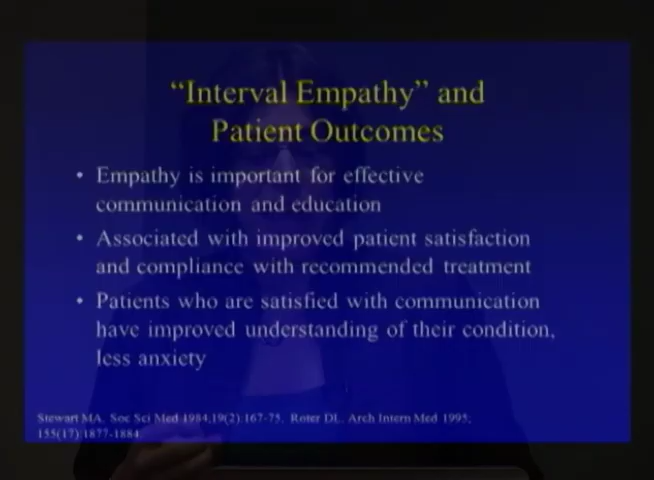 “Interval Empathy” and
Patient Outcomes
• Empathy is important for effective
communication and education
• Associated with improved patient satisfaction
and compliance with recommended treatment
• Patients who are satisfied with communication
have improved understanding of their condition,
less anxiety
Stewart MA. Soc Sci Med 1984,19(2):167-75. Roter DL. Arch Intern Med 1995,
155(17):1877-1884.